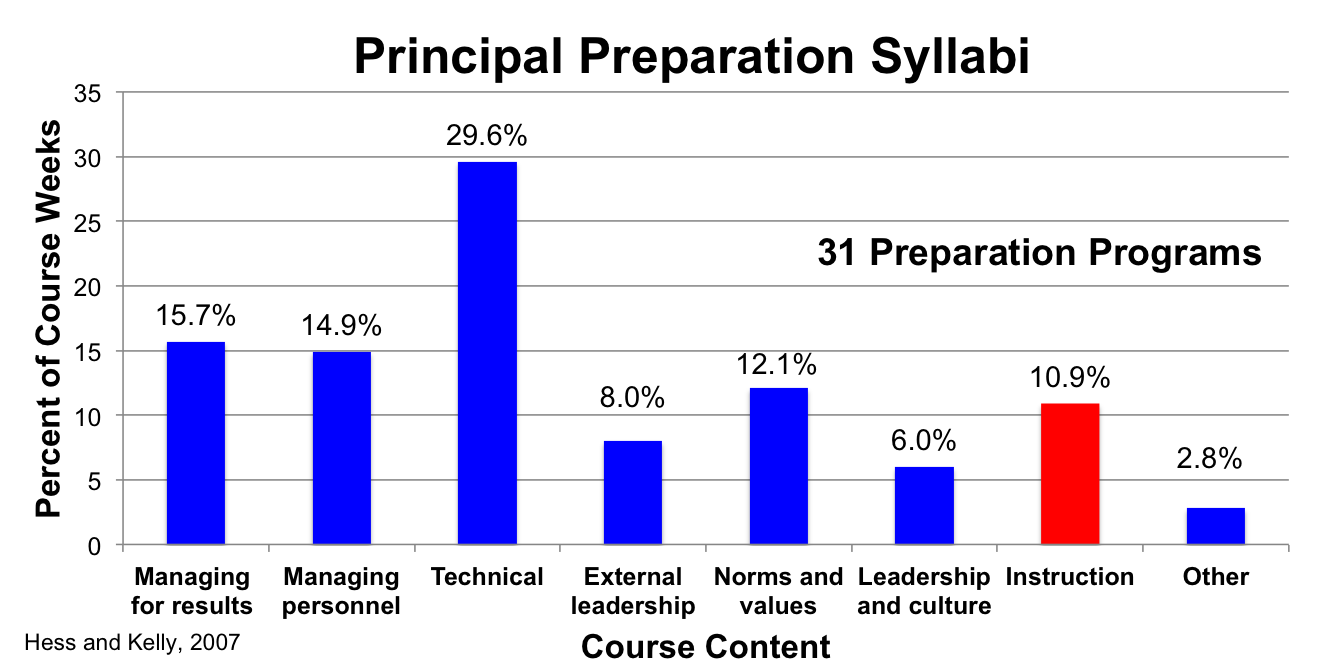 Principal Preparation Syllabi
Percent of Course Weeks
35
30
25
20
15
10
5
0
29.6%
31 Preparation Programs
15.7%
14.9%
8.0%
12.1%
6.0%
10.9%
2.8%
Managing
for results
Managing
personnel
Technical
External
leadership
Norms and
values
Leadership
and culture
Instruction
Other
Hess and Kelly, 2007
Course Content